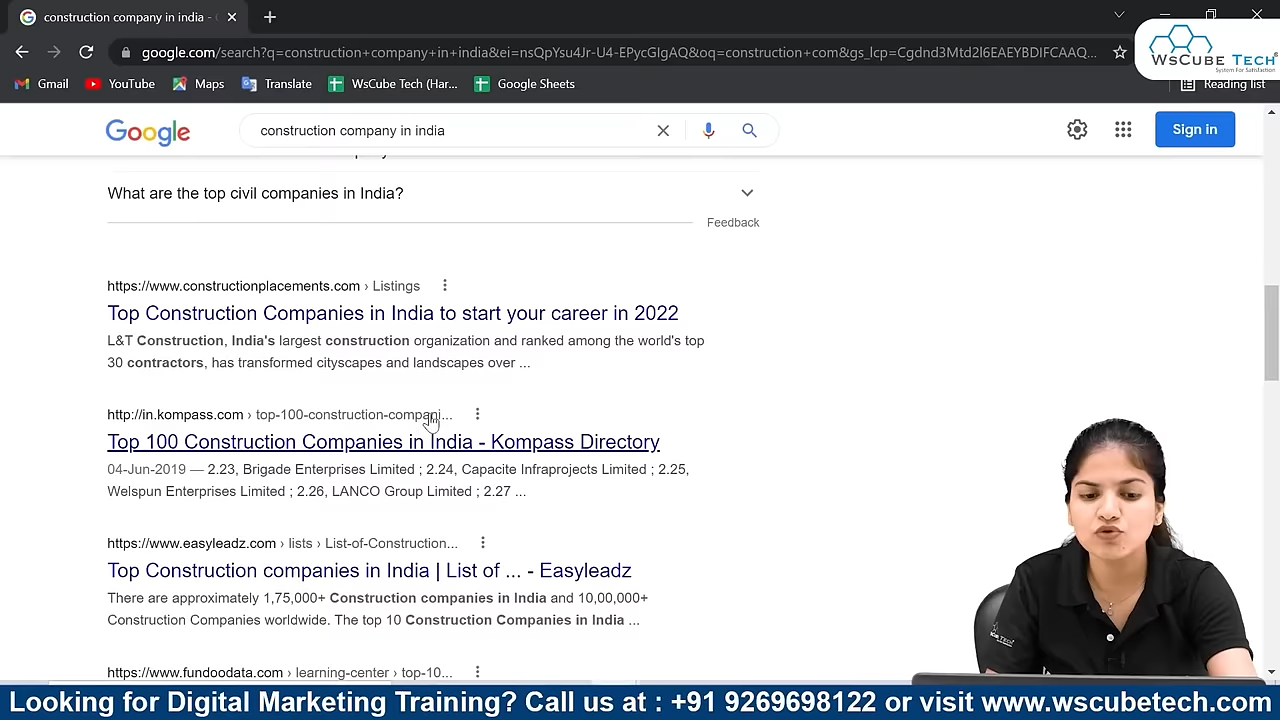 construction company in india -
google.com/search?q=construction+company+in+india&ei=nsOpYsu4Jr-U4-EPycGIgAQ&oq=construction+con&gs_lcp=Cgdnd3Mtd2l6EAEYBDIFCAAQ...
WsCube Tech®
System For Satisfaction
Gmail
YouTube
Maps
Translate
WsCube Tech (Har...
Content list
Reading list
Google
construction company in india
Sign in
What are the top civil companies in India?
Feedback
https://www.constructionplacements.com › Listings
Top Construction Companies in India to start your career in 2022
L&T Construction, India's largest construction organization and ranked among the world's top
30 contractors, has transformed cityscapes and landscapes over ...
http://in.kompass.com › top-100-construction-compani...
Top 100 Construction Companies in India - Kompass Directory
04-Jun-2019 — 2.23, Brigade Enterprises Limited ; 2.24, Capacite Infraprojects Limited ; 2.25,
Welspun Enterprises Limited ; 2.26, LANCO Group Limited ; 2.27 ...
https://www.easyleadz.com › lists › List-of-Construction...
Top Construction companies in India | List of ... - Easyleadz
There are approximately 1,75,000+ Construction companies in India and 10,00,000+
Construction Companies worldwide. The top 10 Construction Companies in India ...
https://www.fundoodata.com › learning-center › top-10...
Looking for Digital Marketing Training? Call us at : +91 9269698122 or visit www.wscubetech.com